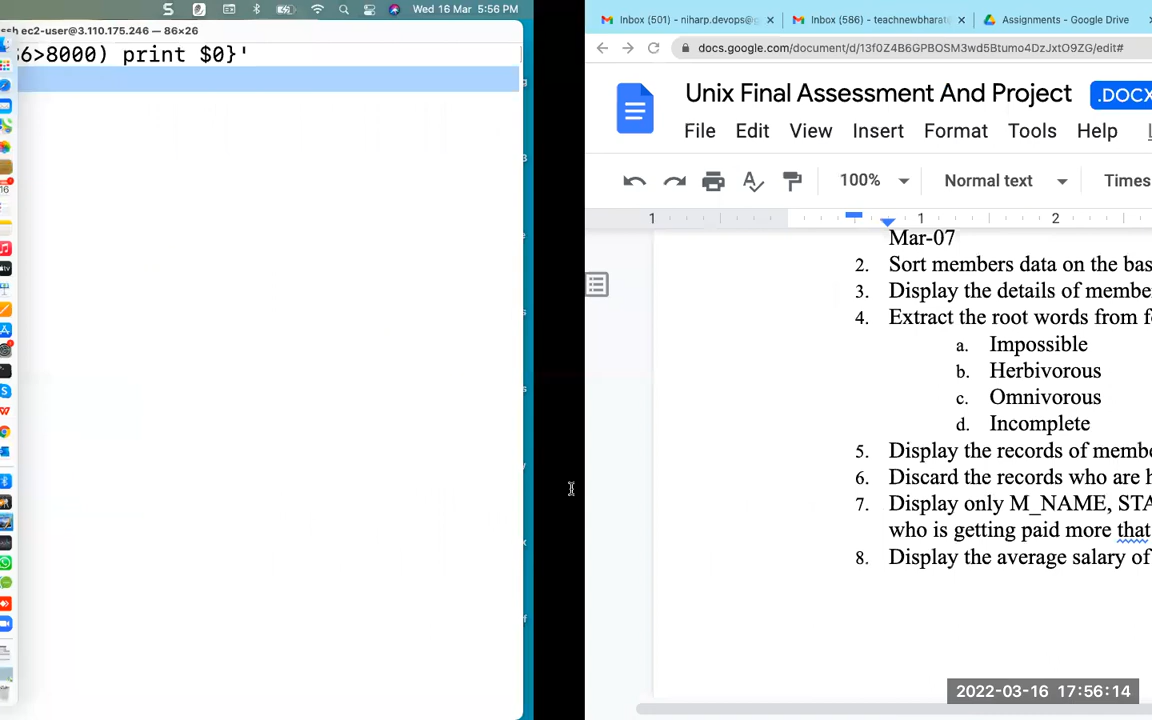 Wed 16 Mar 5:56 PM
ssh ec2-user@3.110.175.246 — 86×26
6>8000) print $0}'
Inbox (501) - niharp.devops@g
Inbox (586) - teachnewbharat
Assignments - Google Drive
docs.google.com/document/d/13f0Z4B6GPBOSM3wd5Btumo4DzJxtO9ZG/edit#
Unix Final Assessment And Project
.DOCX
File Edit View Insert Format Tools Help
100% Normal text Times
1 1 2
Mar-07
2. Sort members data on the bas
3. Display the details of membe
4. Extract the root words from fo
a. Impossible
b. Herbivorous
c. Omnivorous
d. Incomplete
5. Display the records of membe
6. Discard the records who are h
7. Display only M_NAME, STA
who is getting paid more that
8. Display the average salary of
2022-03-16 17:56:14